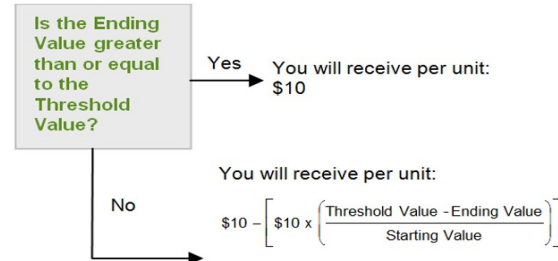 Is the Ending
Value greater
than or equal
to the
Threshold
Value?
Yes
You will receive per unit:
$10
No
You will receive per unit:
$10 – [ $10 x ( Threshold Value - Ending Value / Starting Value ) ]